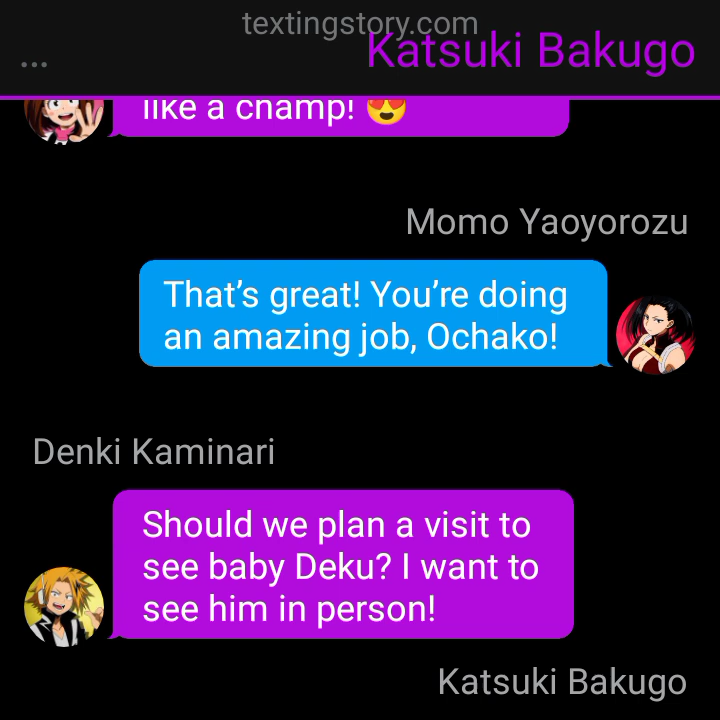 textingstory.com
...
Katsuki Bakugo
like a champ! 😍
Momo Yaoyorozu
That’s great! You’re doing
an amazing job, Ochako!
Denki Kaminari
Should we plan a visit to
see baby Deku? I want to
see him in person!
Katsuki Bakugo